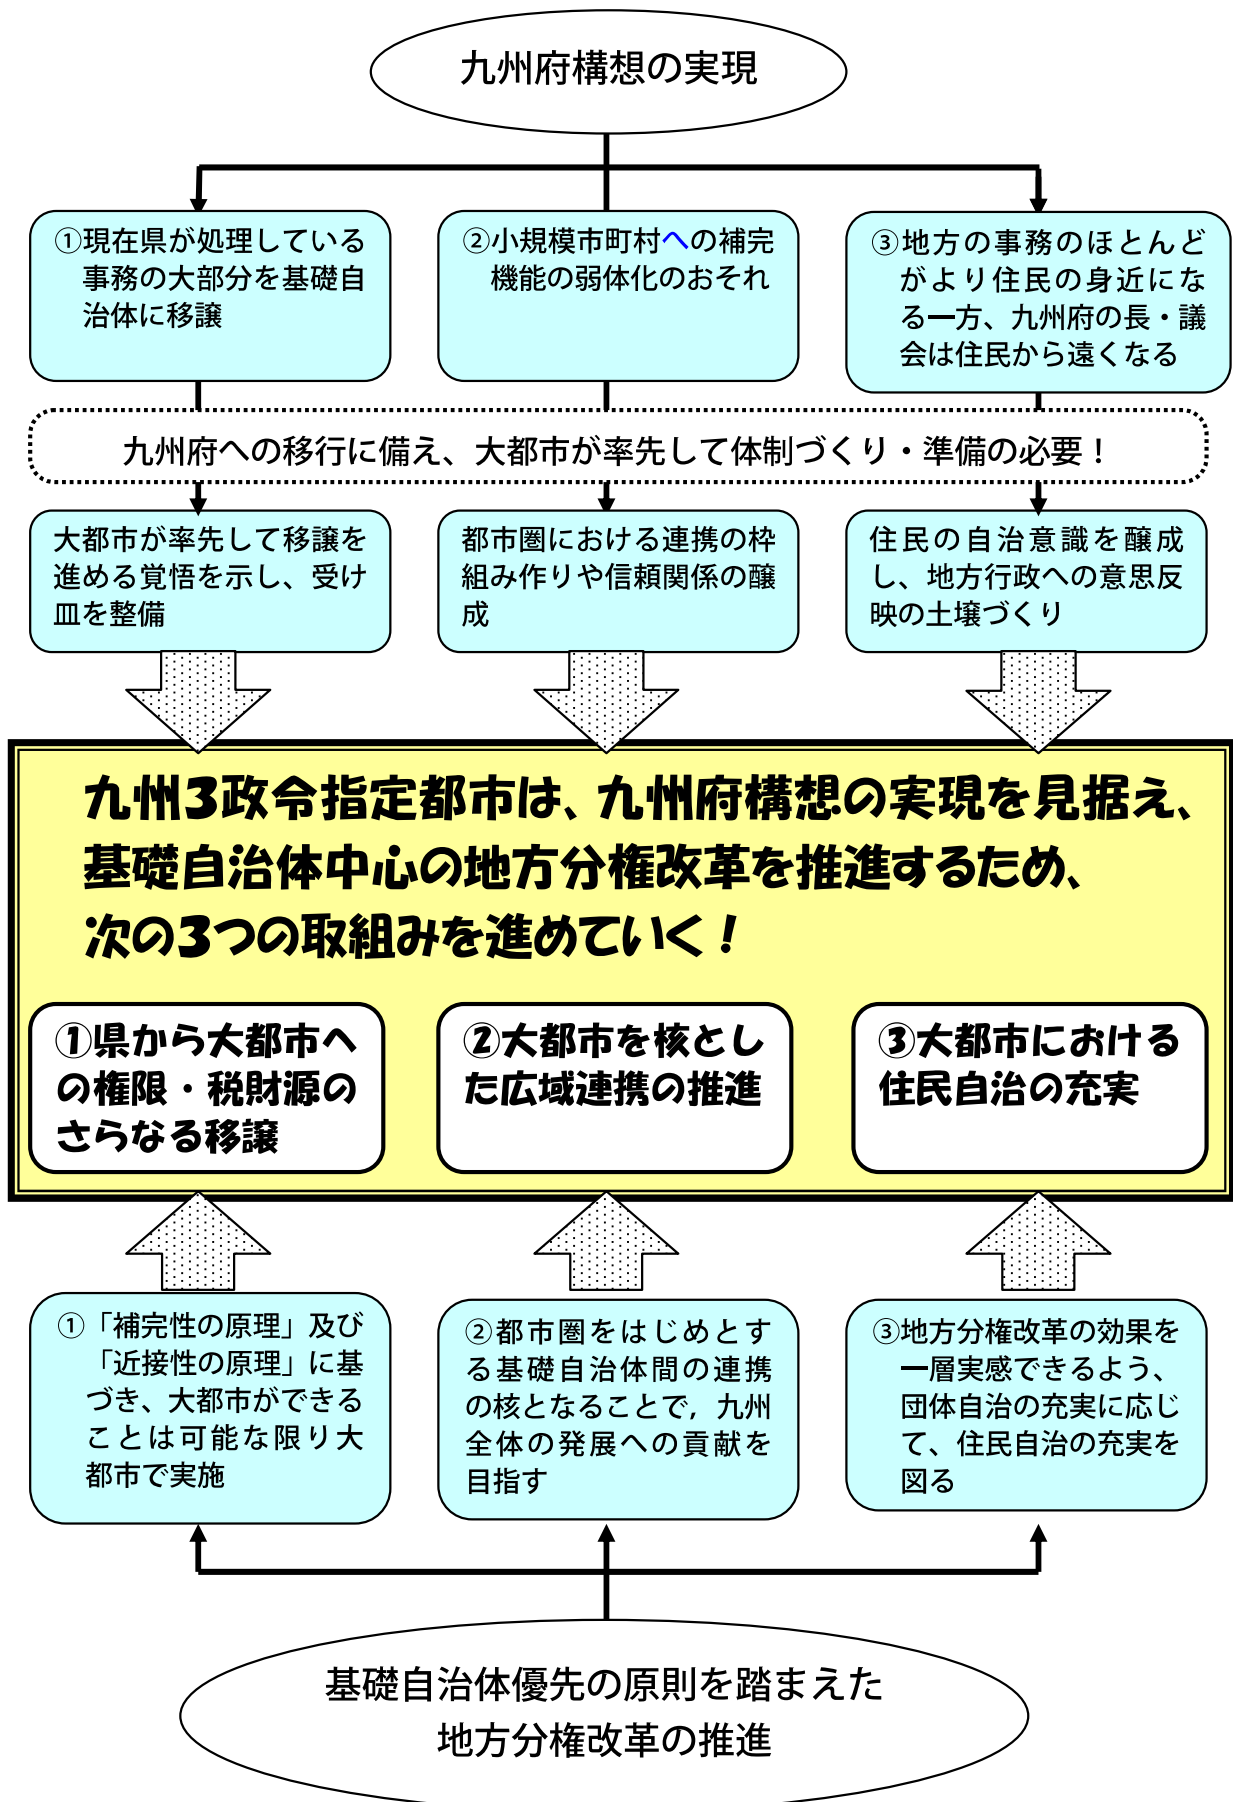 九州府構想の実現
①現在県が処理している
事務の大部分を基礎自
治体に移譲
②小規模市町村への補完
機能の弱体化のおそれ
③地方の事務のほとんど
がより住民の身近にな
る一方、九州府の長・議
会は住民から遠くなる
九州府への移行に備え、大都市が率先して体制づくり・準備の必要！
大都市が率先して移譲を
進める覚悟を示し、受け
皿を整備
都市圏における連携の枠
組み作りや信頼関係の醸
成
住民の自治意識を醸成
し、地方行政への意思反
映の土壌づくり
九州３政令指定都市は、九州府構想の実現を見据え、
基礎自治体中心の地方分権改革を推進するため、
次の３つの取組みを進めていく！
①県から大都市へ
の権限・税財源の
さらなる移譲
②大都市を核とし
た広域連携の推進
③大都市における
住民自治の充実
①「補完性の原理」及び
「近接性の原理」に基
づき、大都市ができる
ことは可能な限り大
都市で実施
②都市圏をはじめとす
る基礎自治体間の連携
の核となることで，九州
全体の発展への貢献を
目指す
③地方分権改革の効果を
一層実感できるよう、
団体自治の充実に応じ
て、住民自治の充実を
図る
基礎自治体優先の原則を踏まえた
地方分権改革の推進